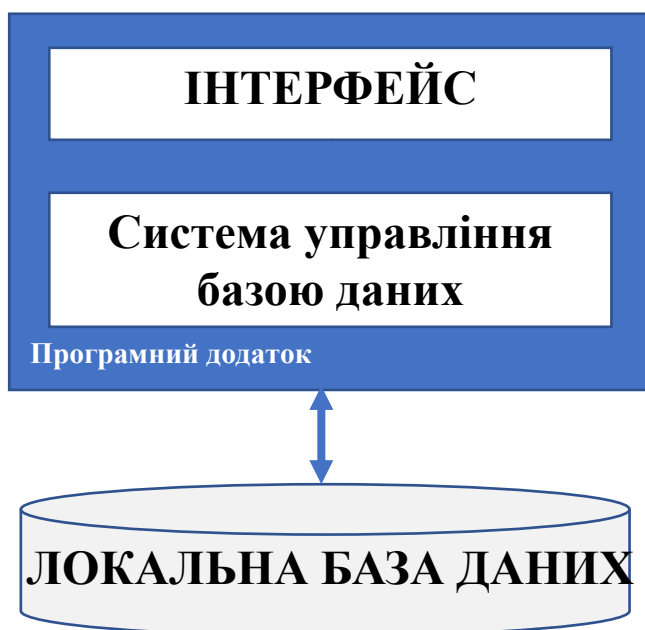 ІНТЕРФЕЙС
Система управління
базою даних
Програмний додаток
ЛОКАЛЬНА БАЗА ДАНИХ